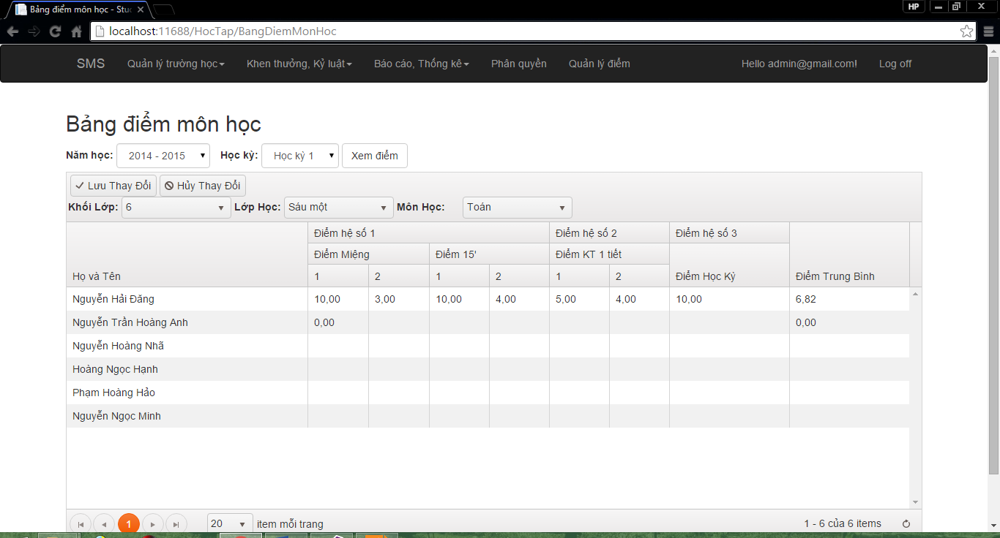 Bảng điểm môn học - Stuc
HP
localhost:11688/HocTap/BangDiemMonHoc
SMS Quản lý trường học Khen thưởng, Kỷ luật Báo cáo, Thống kê Phân quyền Quản lý điểm Hello admin@gmail.com! Log off
Bảng điểm môn học
Năm học: 2014 - 2015 Học kỳ: Học kỳ 1 Xem điểm
Lưu Thay Đổi Hủy Thay Đổi
Khối Lớp: 6 Lớp Học: Sáu một Môn Học: Toán
Điểm hệ số 1 Điểm hệ số 2 Điểm hệ số 3
Điểm Miệng Điểm 15' Điểm KT 1 tiết
Họ và Tên 1 2 1 2 1 2 Điểm Học Kỳ Điểm Trung Bình
Nguyễn Hải Đăng 10,00 3,00 10,00 4,00 5,00 4,00 10,00 6,82
Nguyễn Trần Hoàng Anh 0,00 0,00
Nguyễn Hoàng Nhã
Hoàng Ngọc Hạnh
Phạm Hoàng Hảo
Nguyễn Ngọc Minh
1 20 item mỗi trang 1 - 6 của 6 items